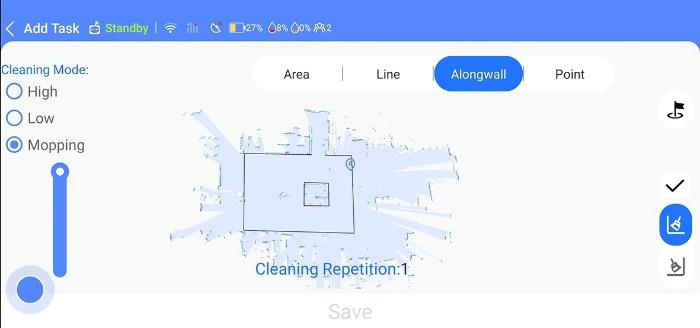 Add Task Standby 27% 8% 0% 2
Cleaning Mode:
High
Low
Mopping
Area Line Alongwall Point
Cleaning Repetition:1
Save